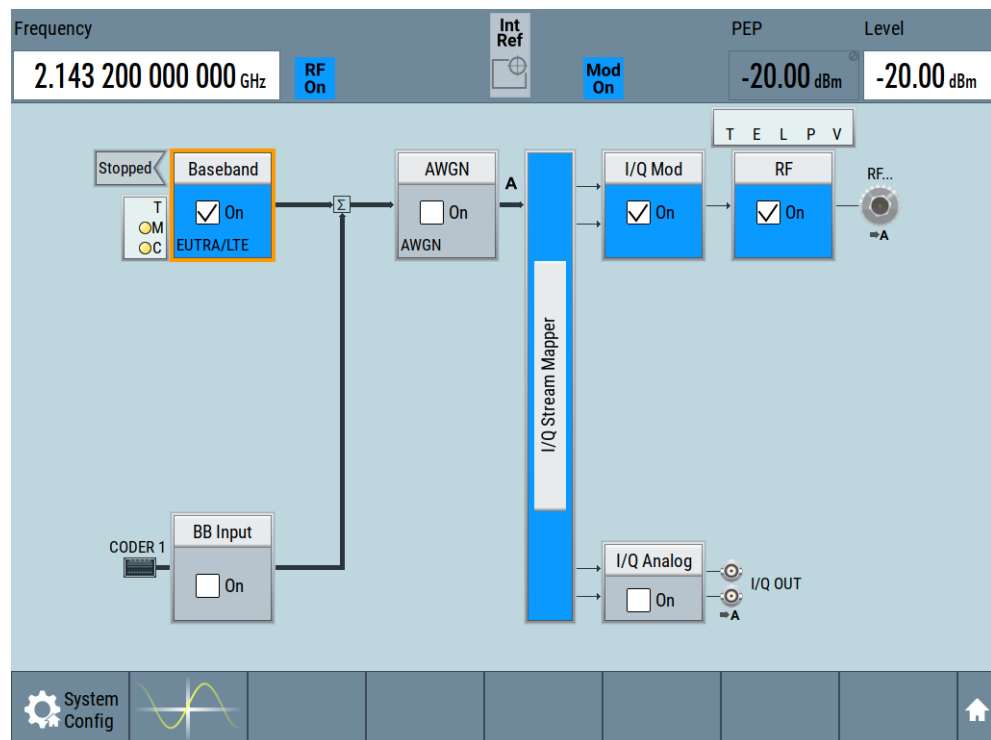 Frequency
Int
Ref
PEP
Level
2.143 200 000 000 GHz
RF
On
Mod
On
-20.00 dBm
-20.00 dBm
T E L P V
Stopped
Baseband
On
EUTRA/LTE
T
M
C
Σ
AWGN
On
AWGN
A
I/Q Stream Mapper
I/Q Mod
On
RF
On
RF...
➡A
CODER 1
BB Input
On
I/Q Analog
On
I/Q OUT
➡A
System
Config